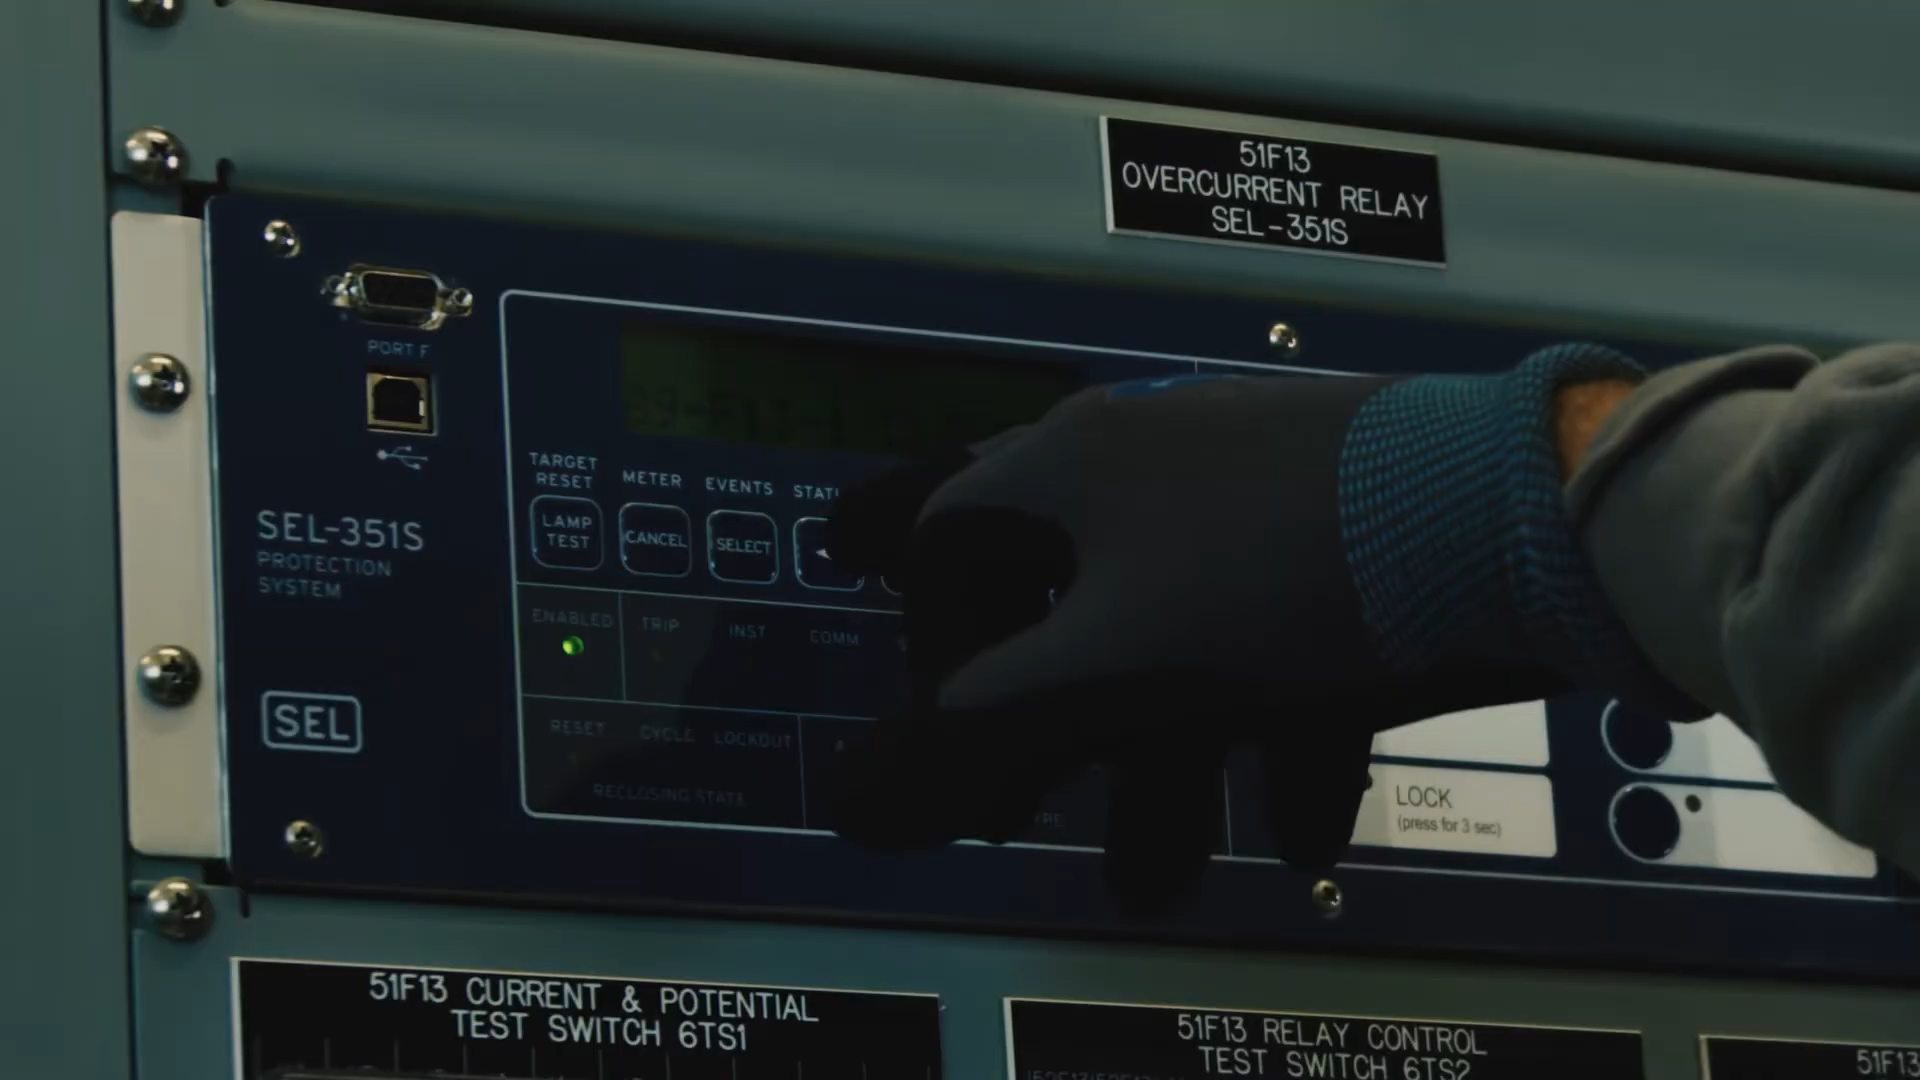 51F13
OVERCURRENT RELAY
SEL-351S
PORT F
TARGET
RESET
METER
EVENTS
LAMP
TEST
CANCEL
SELECT
SEL-351S
PROTECTION
SYSTEM
ENABLED
TRIP
INST
COMM
RESET
CYCLE
LOCKOUT
RECLOSING STATE
SEL
LOCK
(press for 3 sec)
51F13 CURRENT & POTENTIAL
TEST SWITCH 6TS1
51F13 RELAY CONTROL
TEST SWITCH 6TS2
51F13